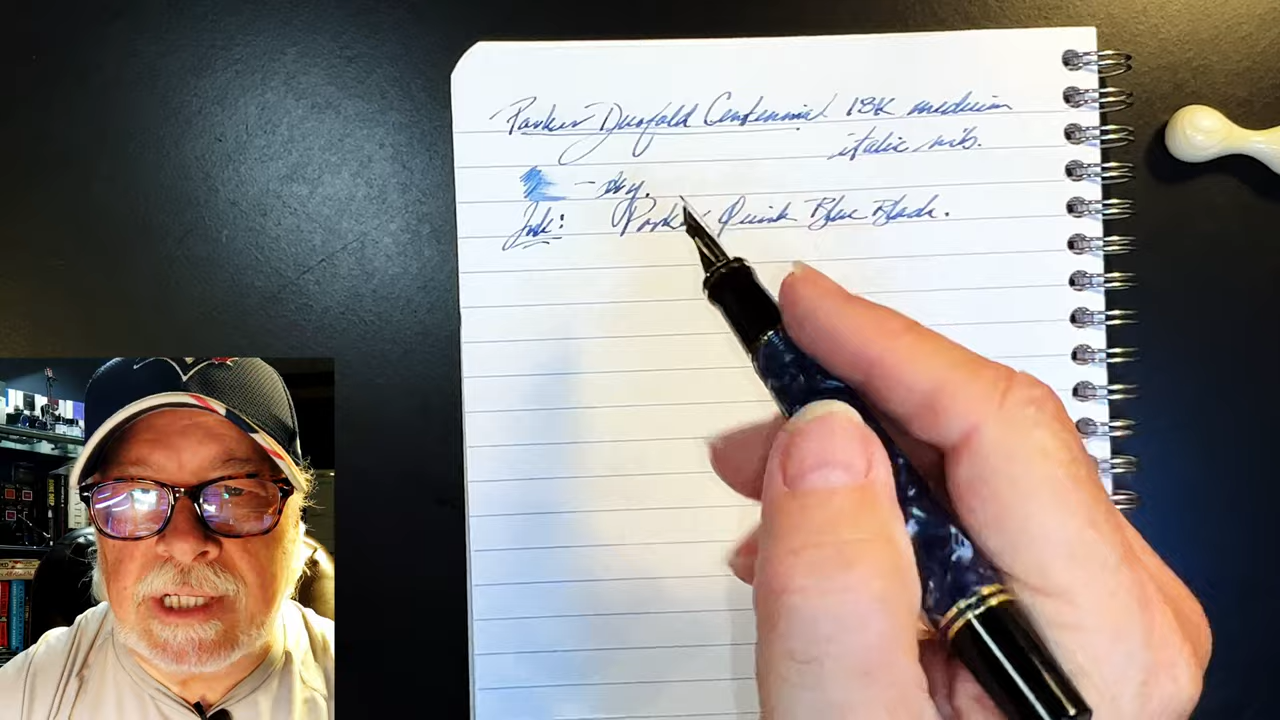 Parker Duofold Centennial 18K medium
italic nib.
- dry.
Ink: Parker Quink Blue Black.